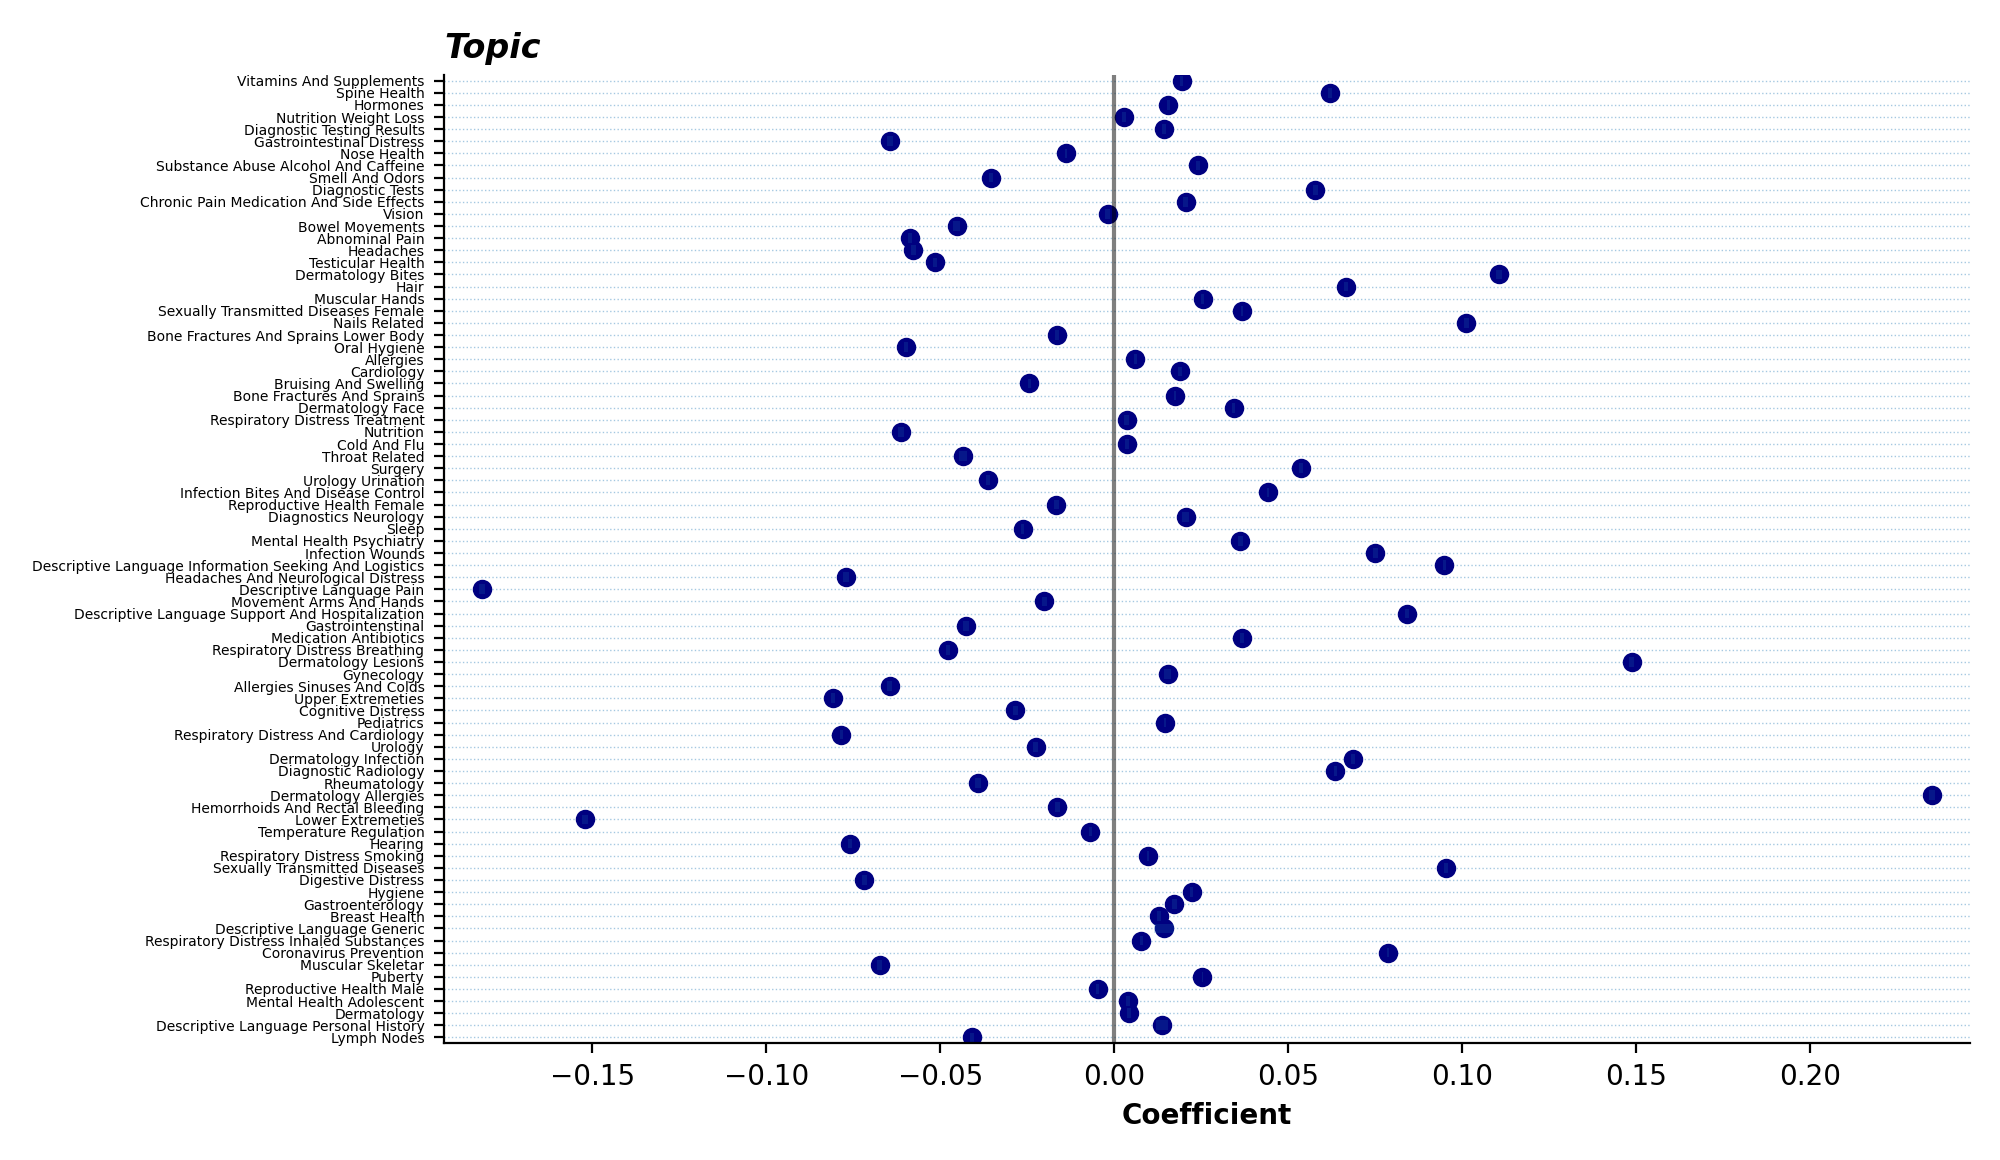 Topic
Vitamins And Supplements
Spine Health
Hormones
Nutrition Weight Loss
Diagnostic Testing Results
Gastrointestinal Distress
Nose Health
Substance Abuse Alcohol And Caffeine
Smell And Odors
Diagnostic Tests
Chronic Pain Medication And Side Effects
Vision
Bowel Movements
Abnominal Pain
Headaches
Testicular Health
Dermatology Bites
Hair
Muscular Hands
Sexually Transmitted Diseases Female
Nails Related
Bone Fractures And Sprains Lower Body
Oral Hygiene
Allergies
Cardiology
Bruising And Swelling
Bone Fractures And Sprains
Dermatology Face
Respiratory Distress Treatment
Nutrition
Cold And Flu
Throat Related
Surgery
Urology Urination
Infection Bites And Disease Control
Reproductive Health Female
Diagnostics Neurology
Sleep
Mental Health Psychiatry
Infection Wounds
Descriptive Language Information Seeking And Logistics
Headaches And Neurological Distress
Descriptive Language Pain
Movement Arms And Hands
Descriptive Language Support And Hospitalization
Gastrointenstinal
Medication Antibiotics
Respiratory Distress Breathing
Dermatology Lesions
Gynecology
Allergies Sinuses And Colds
Upper Extremeties
Cognitive Distress
Pediatrics
Respiratory Distress And Cardiology
Urology
Dermatology Infection
Diagnostic Radiology
Rheumatology
Dermatology Allergies
Hemorrhoids And Rectal Bleeding
Lower Extremeties
Temperature Regulation
Hearing
Respiratory Distress Smoking
Sexually Transmitted Diseases
Digestive Distress
Hygiene
Gastroenterology
Breast Health
Descriptive Language Generic
Respiratory Distress Inhaled Substances
Coronavirus Prevention
Muscular Skeletar
Puberty
Reproductive Health Male
Mental Health Adolescent
Dermatology
Descriptive Language Personal History
Lymph Nodes
−0.15 −0.10 −0.05 0.00 0.05 0.10 0.15 0.20
Coefficient